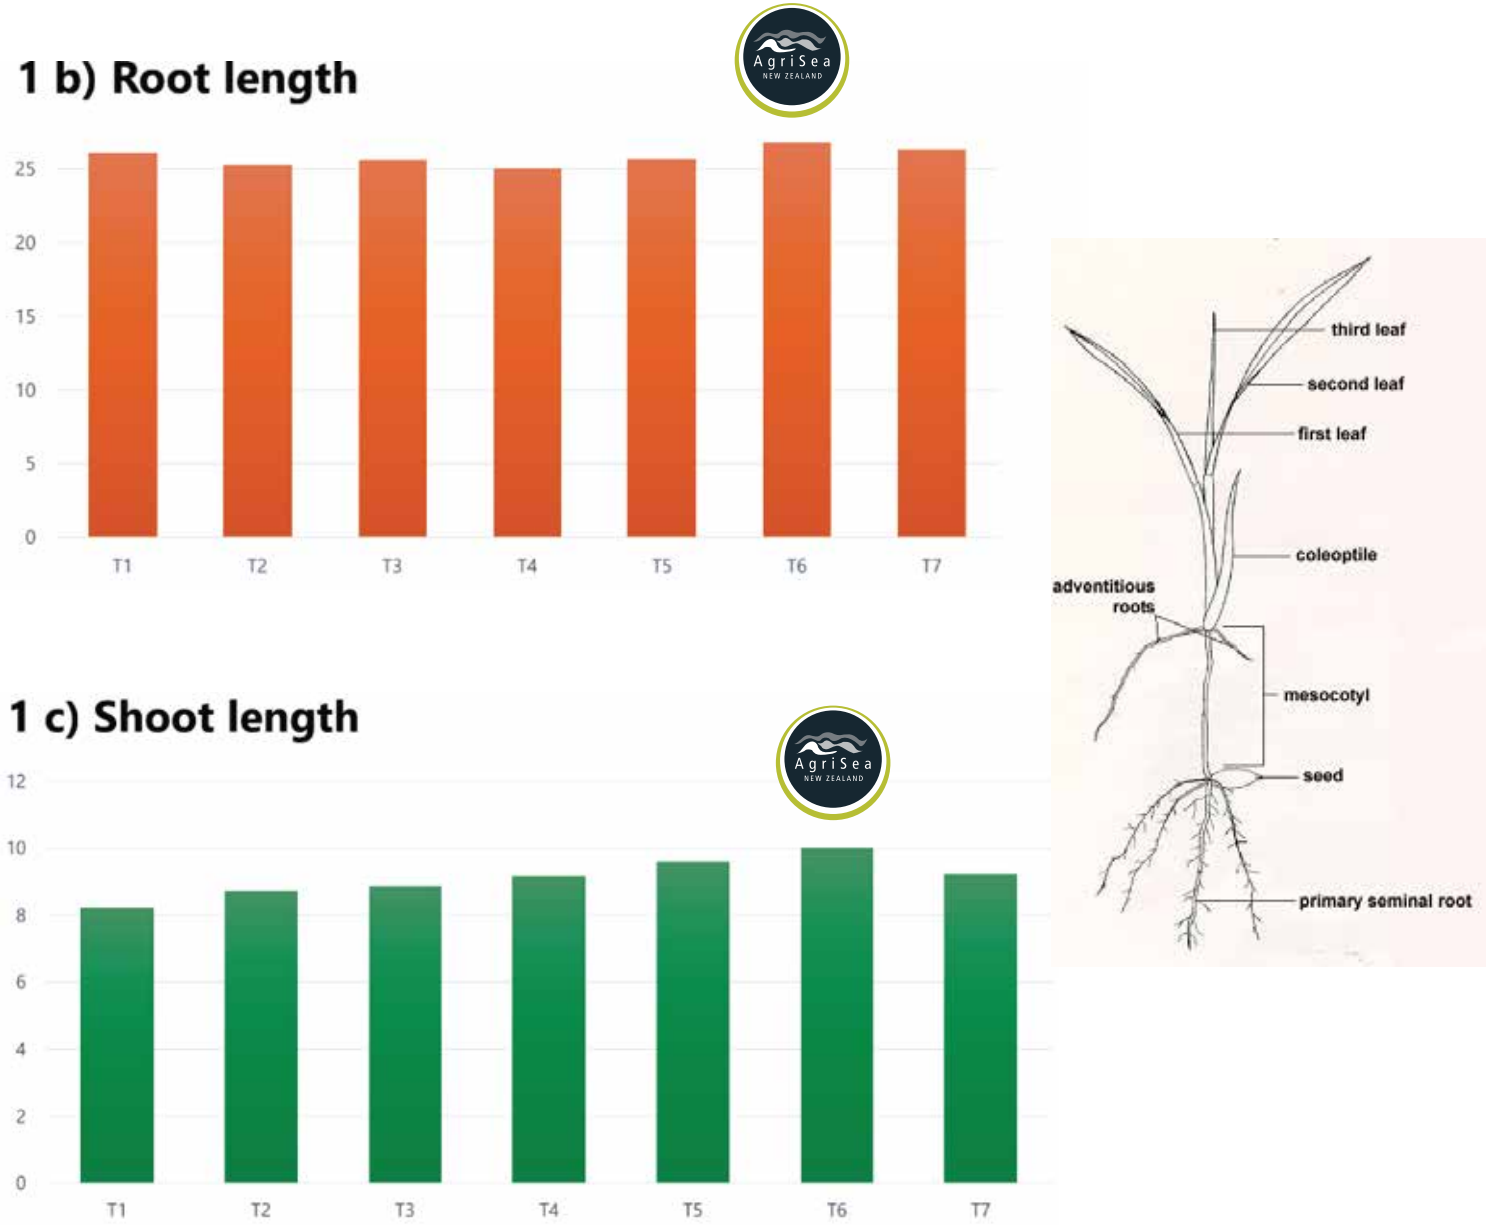 1 b) Root length
AgriSea
NEW ZEALAND
25
20
15
10
5
0
T1 T2 T3 T4 T5 T6 T7
third leaf
second leaf
first leaf
coleoptile
adventitious
roots
mesocotyl
seed
primary seminal root
1 c) Shoot length
AgriSea
NEW ZEALAND
12
10
8
6
4
2
0
T1 T2 T3 T4 T5 T6 T7